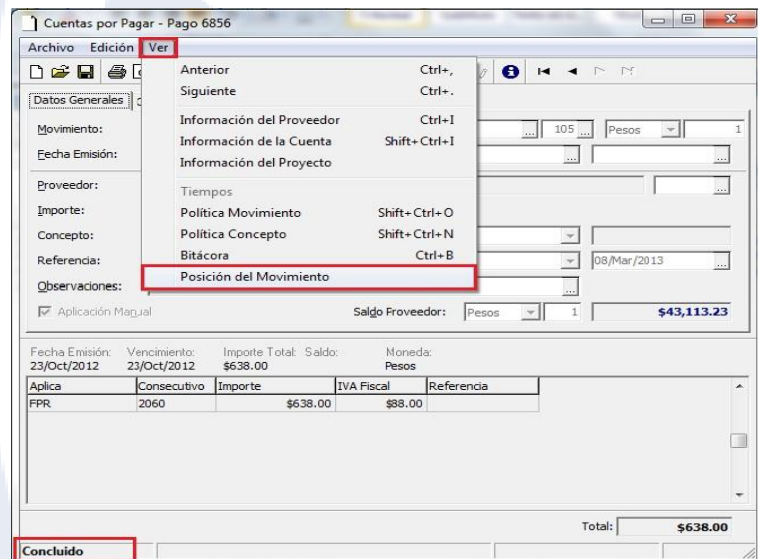 Cuentas por Pagar - Pago 6856
Archivo Edición Ver
Anterior Ctrl+,
Siguiente Ctrl+.
Información del Proveedor Ctrl+I
Información de la Cuenta Shift+Ctrl+I
Información del Proyecto
Tiempos
Política Movimiento Shift+Ctrl+O
Política Concepto Shift+Ctrl+N
Bitácora Ctrl+B
Posición del Movimiento
Datos Generales
Movimiento: ... 105 ... Pesos 1
Fecha Emisión: ... ...
Proveedor: ...
Importe:
Concepto:
Referencia: 08/Mar/2013 ...
Observaciones: ...
Aplicación Manual Saldo Proveedor: Pesos 1 $43,113.23
Fecha Emisión: Vencimiento: Importe Total: Saldo: Moneda:
23/Oct/2012 23/Oct/2012 $638.00 Pesos
Aplica Consecutivo Importe IVA Fiscal Referencia
FPR 2060 $638.00 $88.00
Total: $638.00
Concluido